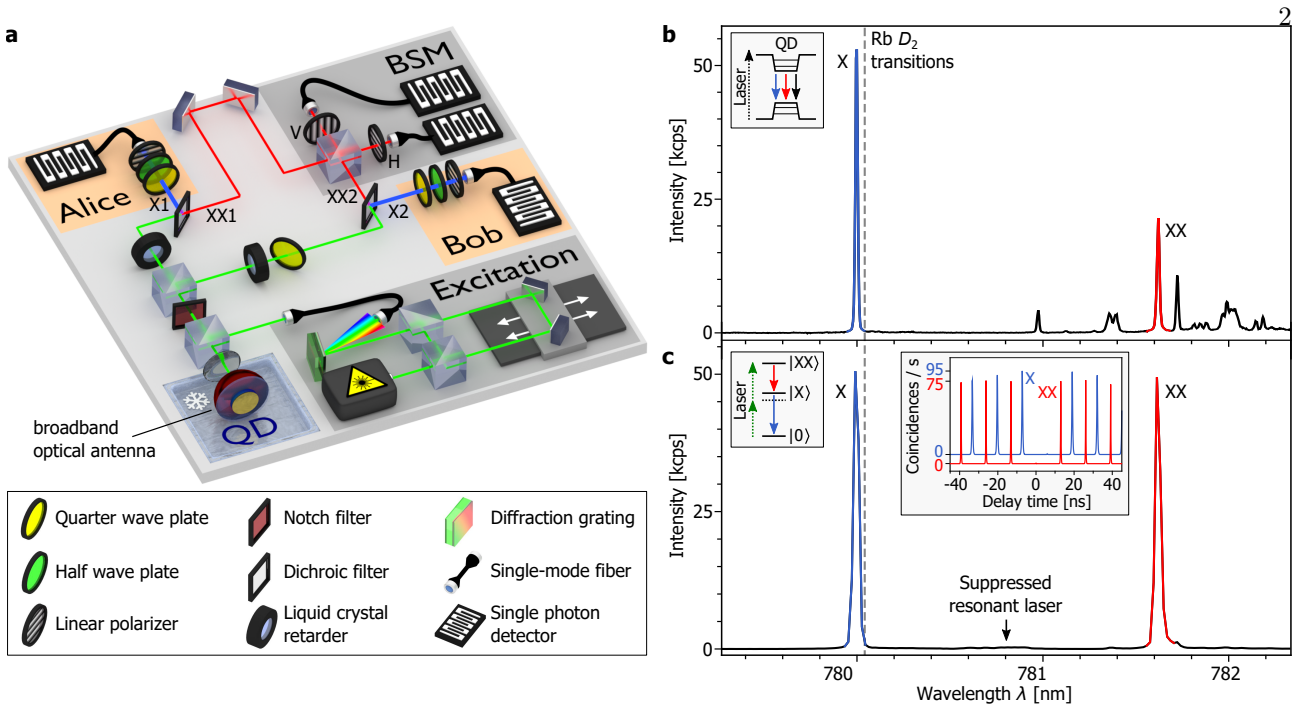 2
a
BSM
V
H
Alice
X1
XX1
XX2
X2
Bob
Excitation
QD
broadband
optical antenna
Quarter wave plate
Notch filter
Diffraction grating
Half wave plate
Dichroic filter
Single-mode fiber
Linear polarizer
Liquid crystal
retarder
Single photon
detector
b
Intensity [kcps]
50
25
0
Laser
QD
X
Rb D2
transitions
XX
c
Intensity [kcps]
50
25
0
Laser
|XX⟩
|X⟩
|0⟩
X
Coincidences / s
95
75
0
0
X
XX
-40
-20
0
20
40
Delay time [ns]
XX
Suppressed
resonant laser
780
781
782
Wavelength λ [nm]